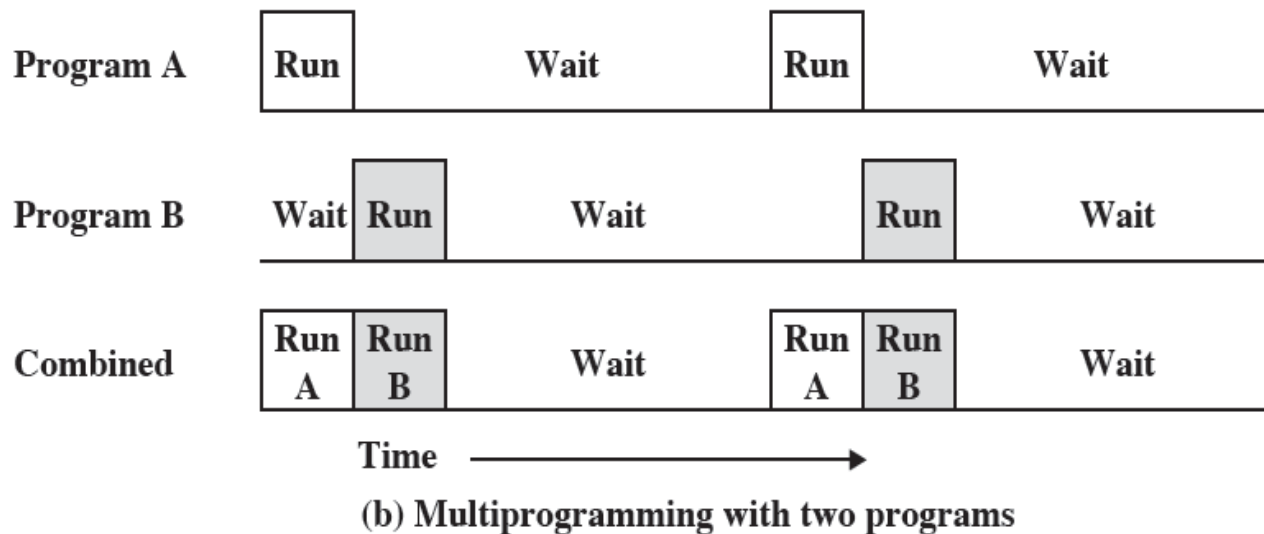 Program A Run Wait Run Wait
Program B Wait Run Wait Run Wait
Combined Run A Run B Wait Run A Run B Wait
Time
(b) Multiprogramming with two programs